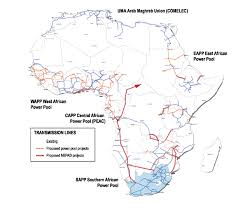 UMA Arab Maghreb Union (COMELEC)
EAPP East African
Power Pool
WAPP West African
Power Pool
CAPP Central African
Power Pool (PEAC)
TRANSMISSION LINES
Existing
Proposed power pool projects
Proposed NEPAD projects
SAPP Southern African
Power Pool